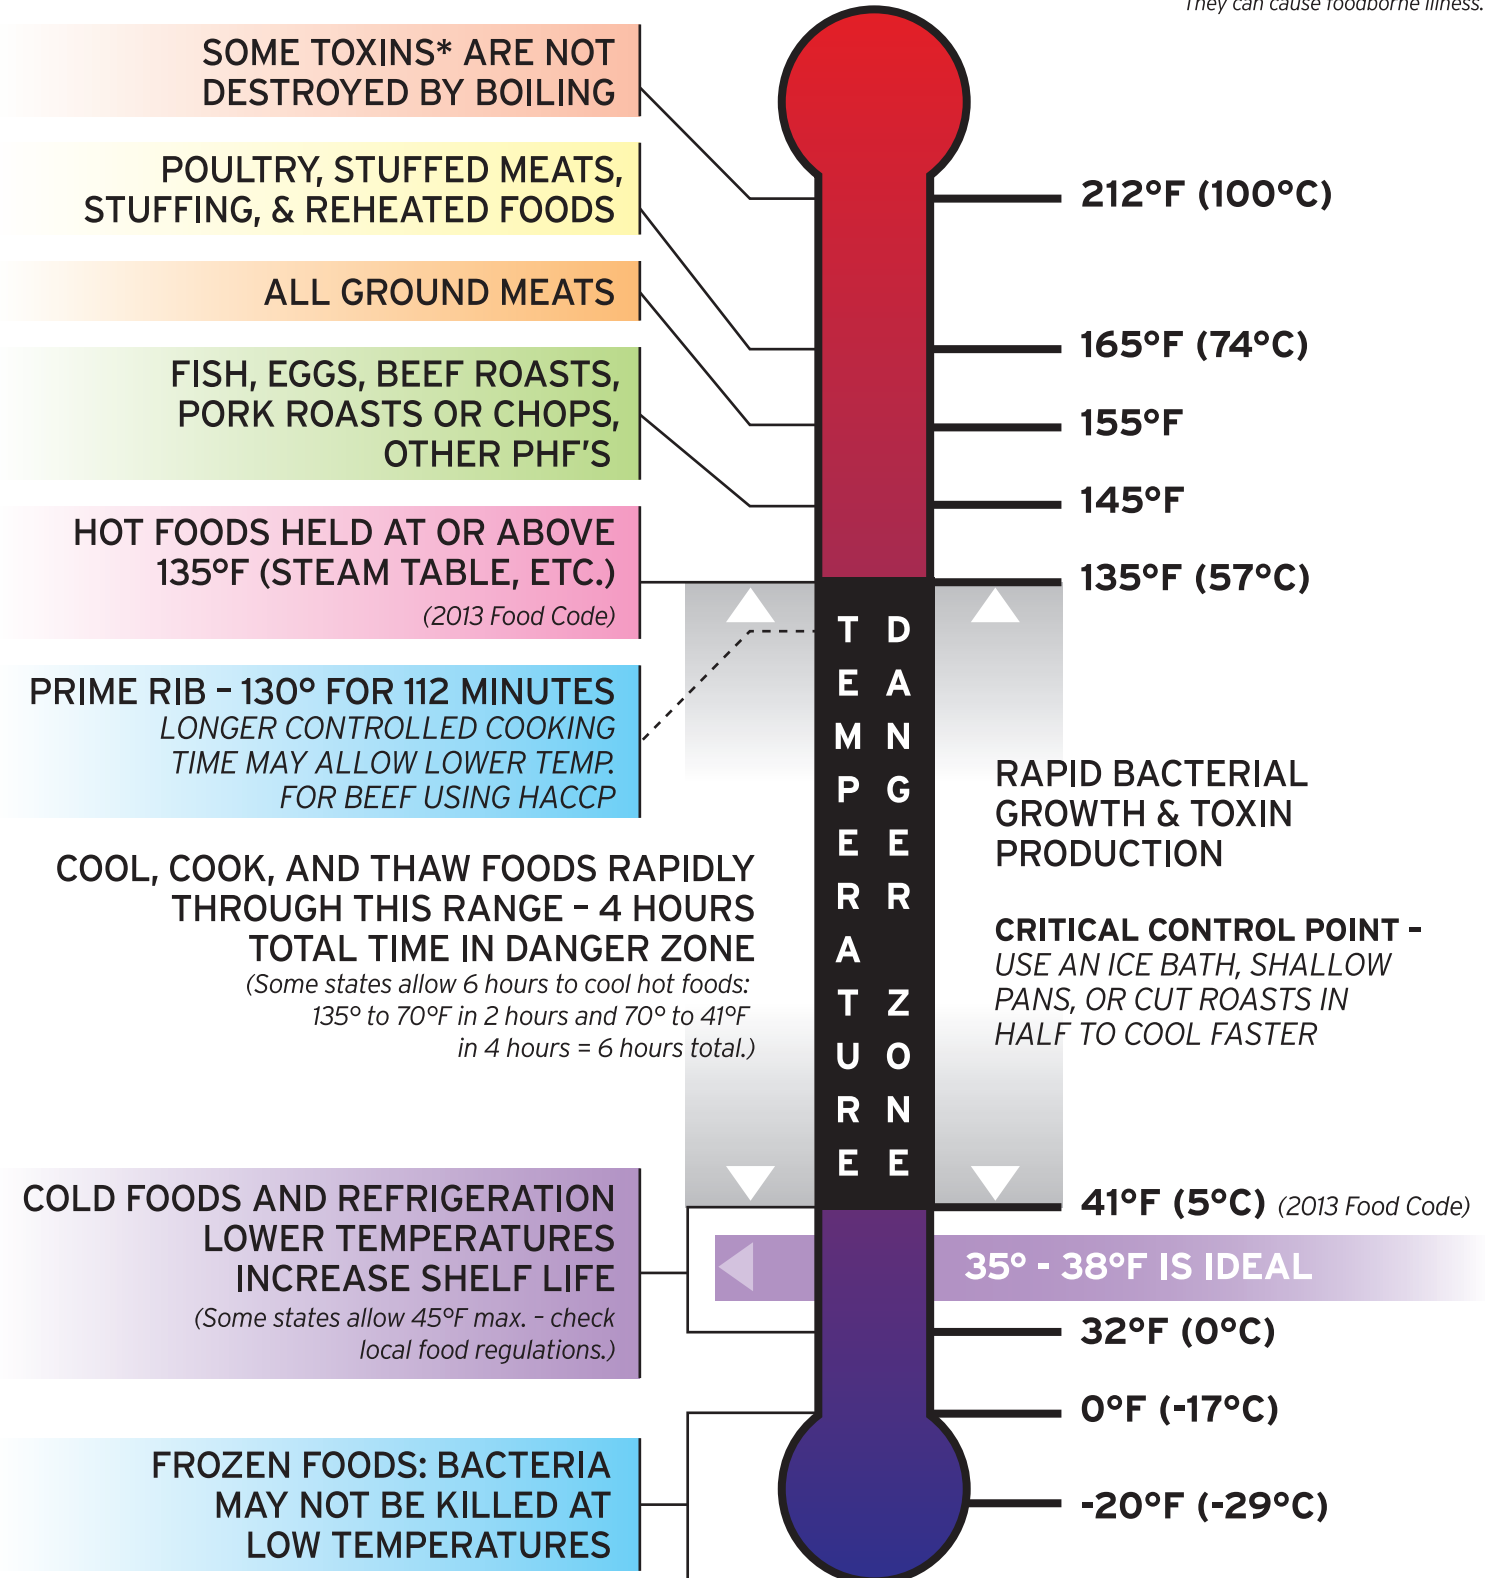 They can cause foodborne illness.
SOME TOXINS* ARE NOT
DESTROYED BY BOILING
212°F (100°C)
POULTRY, STUFFED MEATS,
STUFFING, & REHEATED FOODS
165°F (74°C)
ALL GROUND MEATS
155°F
FISH, EGGS, BEEF ROASTS,
PORK ROASTS OR CHOPS,
OTHER PHF'S
145°F
HOT FOODS HELD AT OR ABOVE
135°F (STEAM TABLE, ETC.)
(2013 Food Code)
135°F (57°C)
PRIME RIB – 130° FOR 112 MINUTES
LONGER CONTROLLED COOKING
TIME MAY ALLOW LOWER TEMP.
FOR BEEF USING HACCP
TEMPERATURE
DANGER ZONE
RAPID BACTERIAL
GROWTH & TOXIN
PRODUCTION
COOL, COOK, AND THAW FOODS RAPIDLY
THROUGH THIS RANGE – 4 HOURS
TOTAL TIME IN DANGER ZONE
(Some states allow 6 hours to cool hot foods:
135° to 70°F in 2 hours and 70° to 41°F
in 4 hours = 6 hours total.)
CRITICAL CONTROL POINT –
USE AN ICE BATH, SHALLOW
PANS, OR CUT ROASTS IN
HALF TO COOL FASTER
COLD FOODS AND REFRIGERATION
LOWER TEMPERATURES
INCREASE SHELF LIFE
(Some states allow 45°F max. – check
local food regulations.)
41°F (5°C) (2013 Food Code)
35° - 38°F IS IDEAL
32°F (0°C)
0°F (-17°C)
FROZEN FOODS: BACTERIA
MAY NOT BE KILLED AT
LOW TEMPERATURES
-20°F (-29°C)